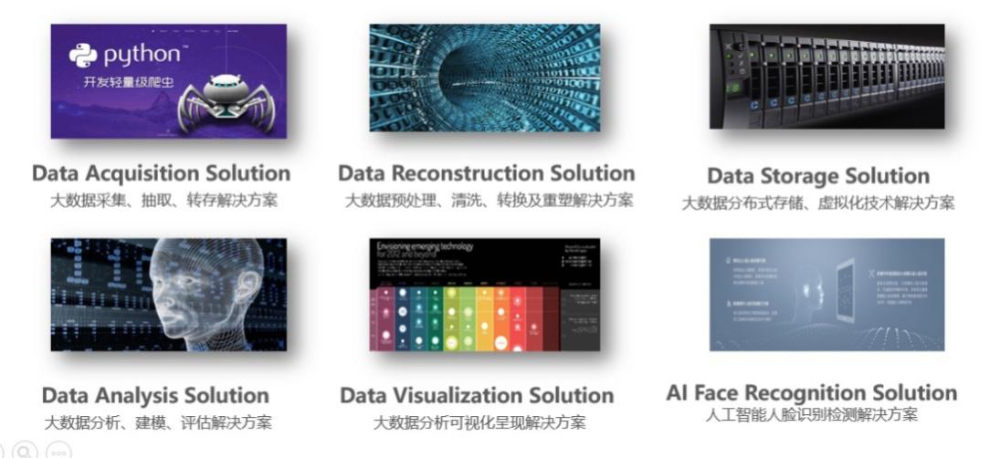 python™
开发轻量级爬虫
Data Acquisition Solution
大数据采集、抽取、转存解决方案
Data Reconstruction Solution
大数据预处理、清洗、转换及重塑解决方案
Data Storage Solution
大数据分布式存储、虚拟化技术解决方案
Envisioning emerging technology
for 2012 and beyond
Data Analysis Solution
大数据分析、建模、评估解决方案
Data Visualization Solution
大数据分析可视化呈现解决方案
AI Face Recognition Solution
人工智能人脸识别检测解决方案